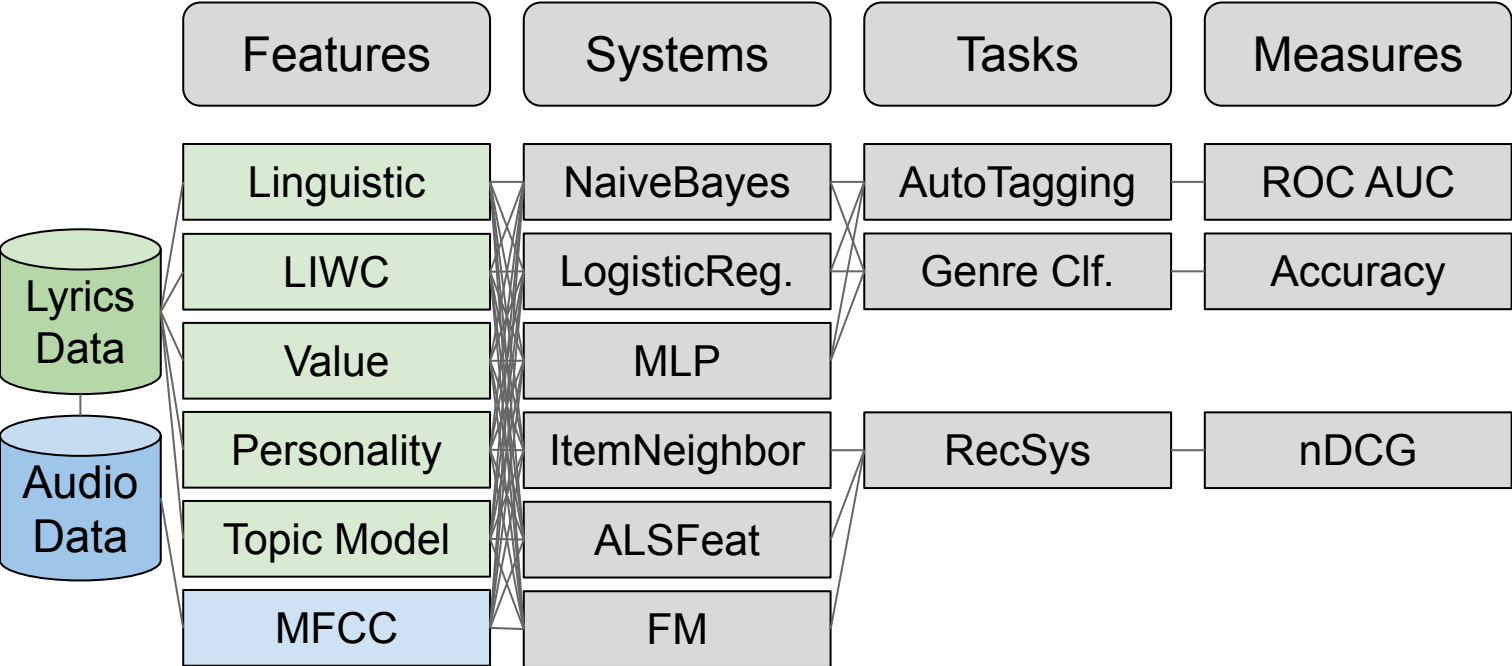 Features
Systems
Tasks
Measures
Linguistic
NaiveBayes
AutoTagging
ROC AUC
LIWC
LogisticReg.
Genre Clf.
Accuracy
Lyrics
Data
Value
MLP
Personality
ItemNeighbor
RecSys
nDCG
Audio
Data
Topic Model
ALSFeat
MFCC
FM